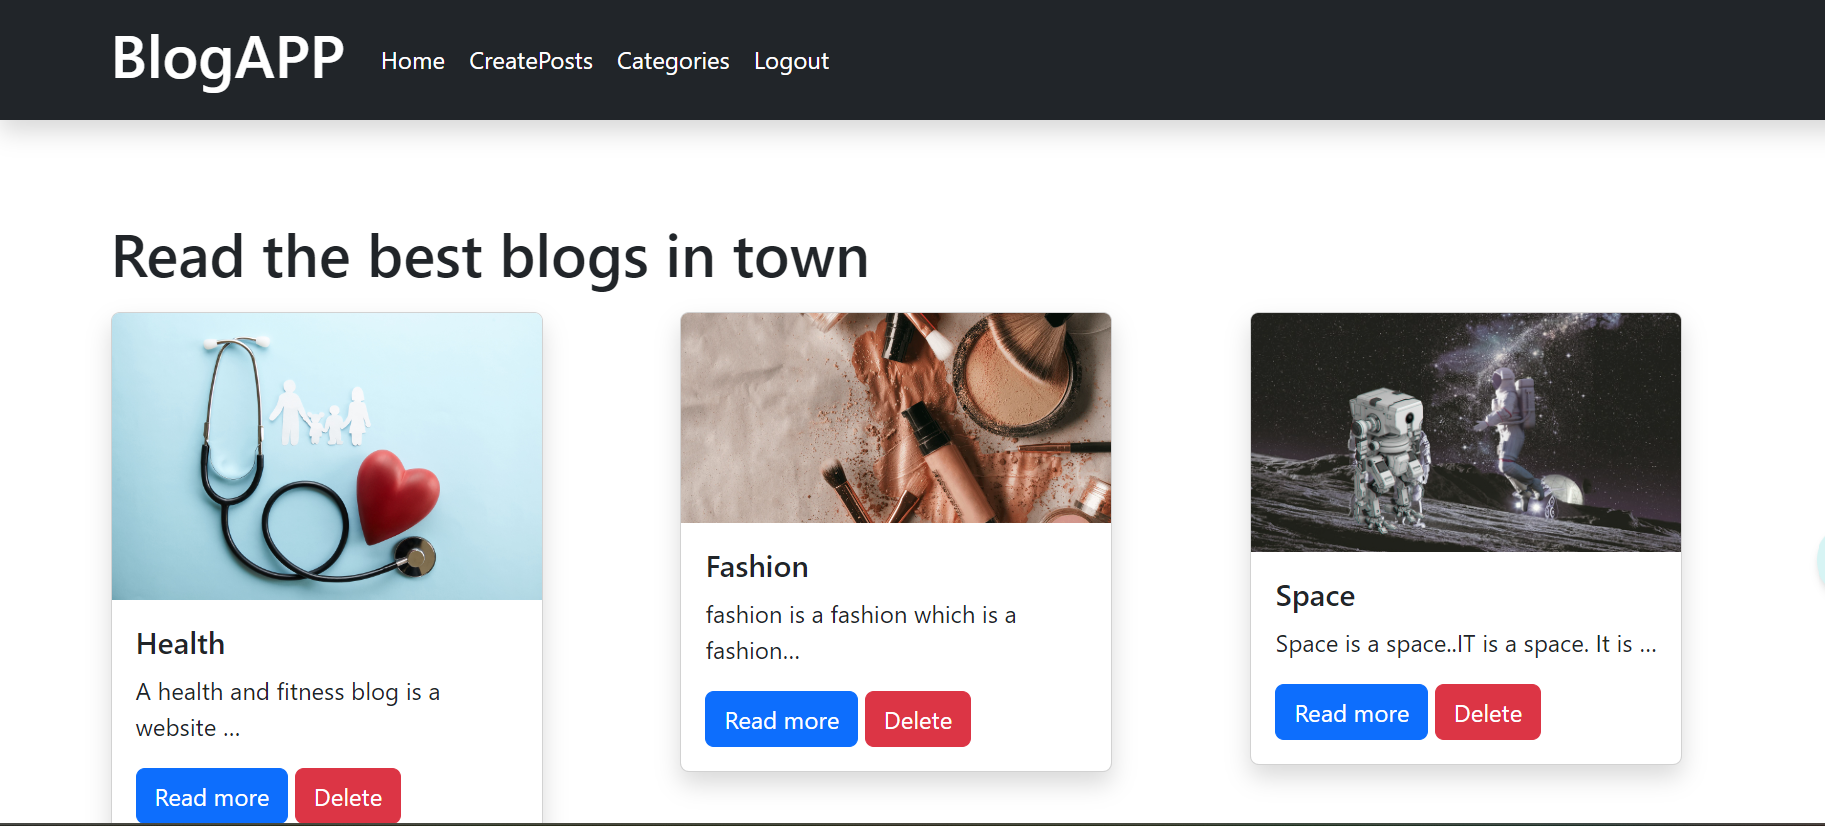 BlogAPP
Home CreatePosts Categories Logout
Read the best blogs in town
Health
A health and fitness blog is a
website ...
Read more Delete
Fashion
fashion is a fashion which is a
fashion...
Read more Delete
Space
Space is a space..IT is a space. It is ...
Read more Delete